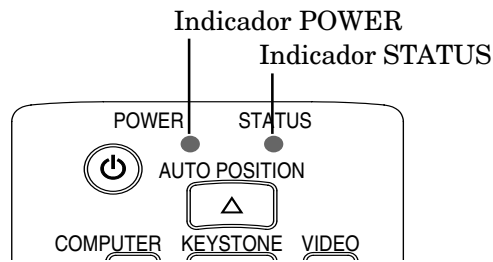 Indicador POWER
Indicador STATUS
POWER STATUS
AUTO POSITION
COMPUTER KEYSTONE VIDEO